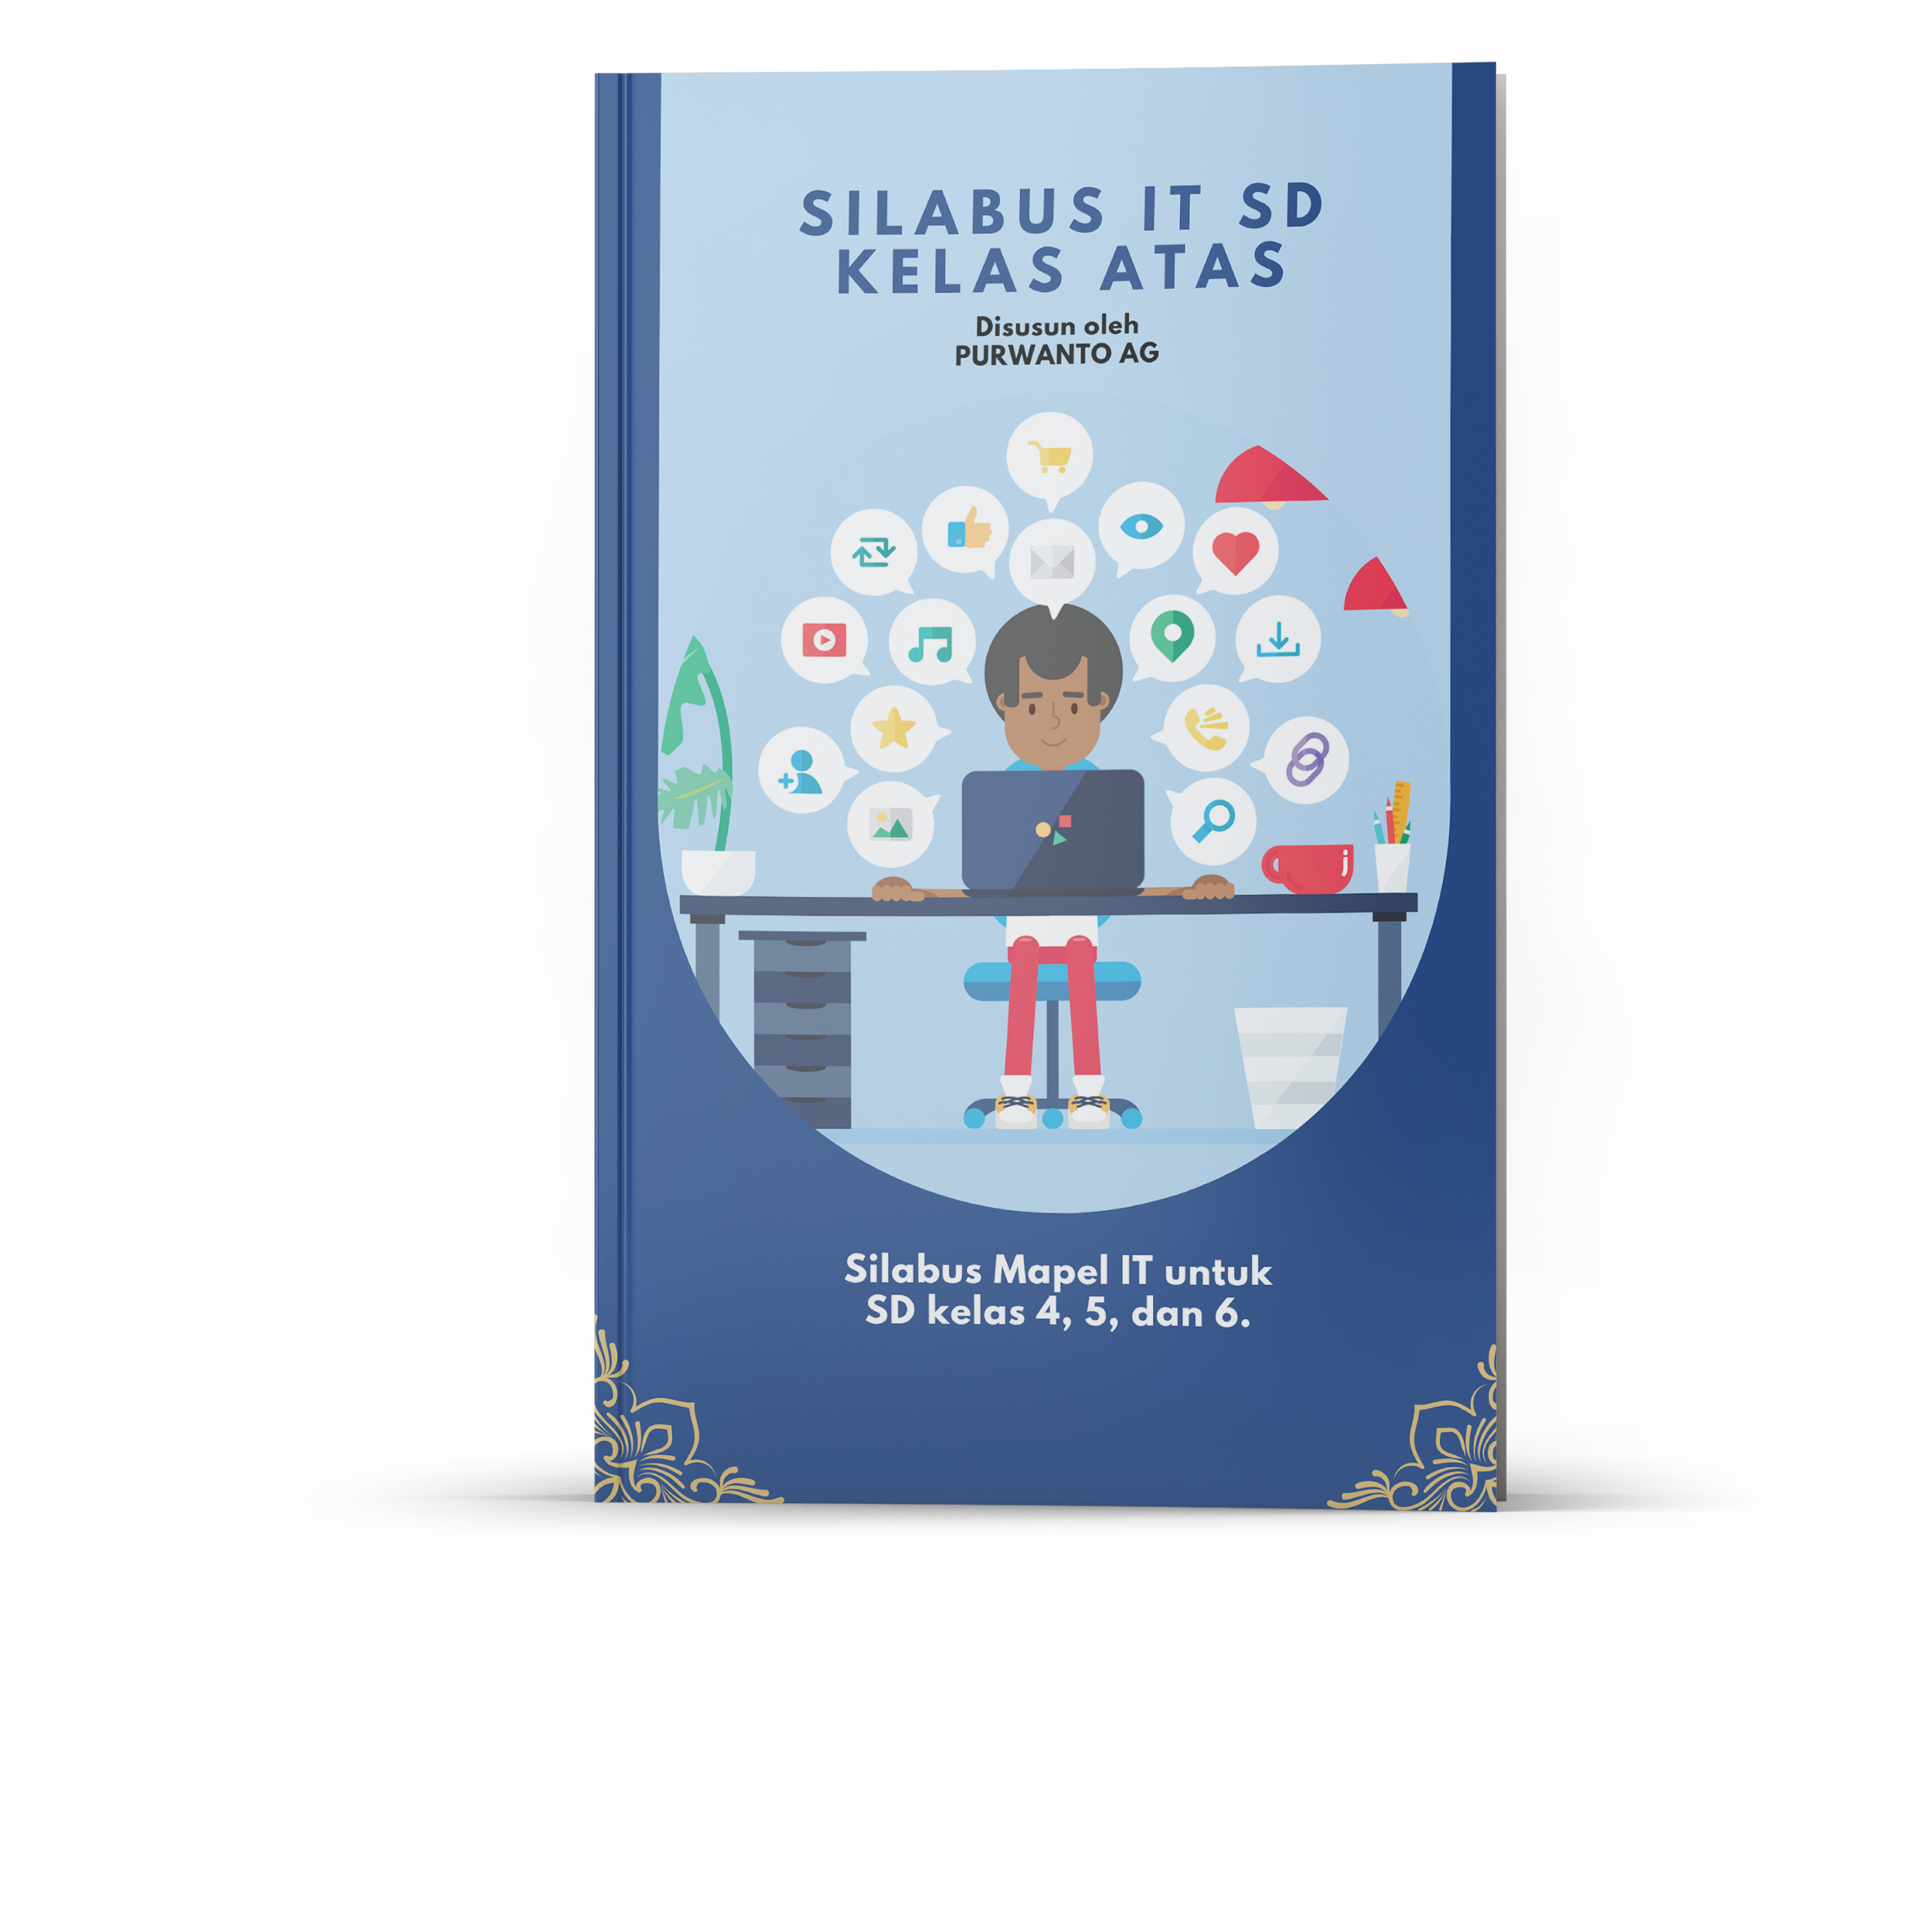 SILABUS IT SD
KELAS ATAS
Disusun oleh
PURWANTO AG
Silabus Mapel IT untuk
SD kelas 4, 5, dan 6.